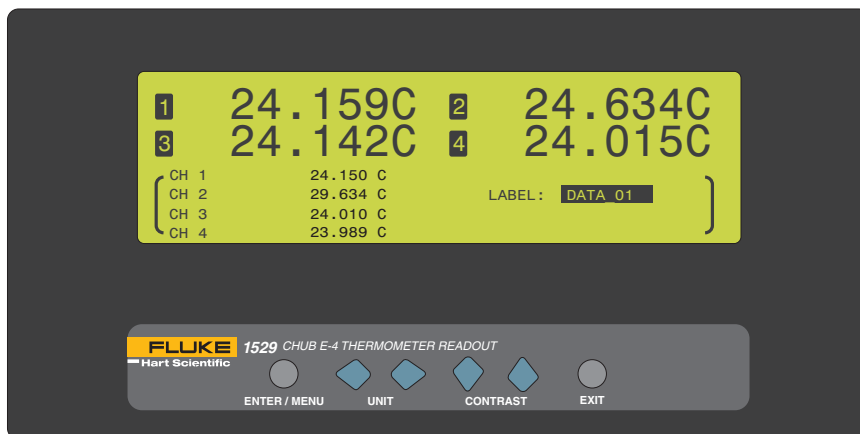 1 24.159C 2 24.634C
3 24.142C 4 24.015C
CH 1 24.150 C
CH 2 29.634 C LABEL: DATA_01
CH 3 24.010 C
CH 4 23.989 C
FLUKE 1529 CHUB E-4 THERMOMETER READOUT
Hart Scientific
ENTER / MENU UNIT CONTRAST EXIT